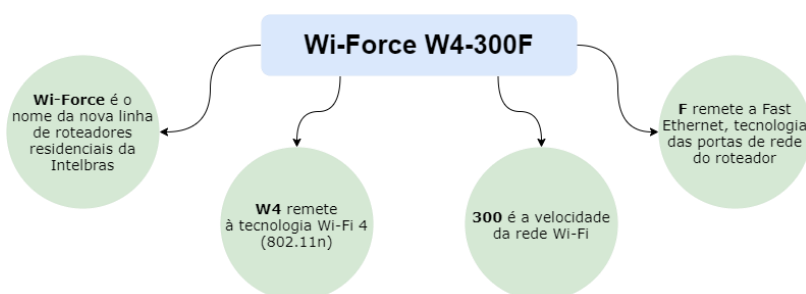 Wi-Force W4-300F
Wi-Force é o
nome da nova linha
de roteadores
residenciais da
Intelbras
W4 remete
à tecnologia Wi-Fi 4
(802.11n)
300 é a velocidade
da rede Wi-Fi
F remete a Fast
Ethernet, tecnologia
das portas de rede
do roteador